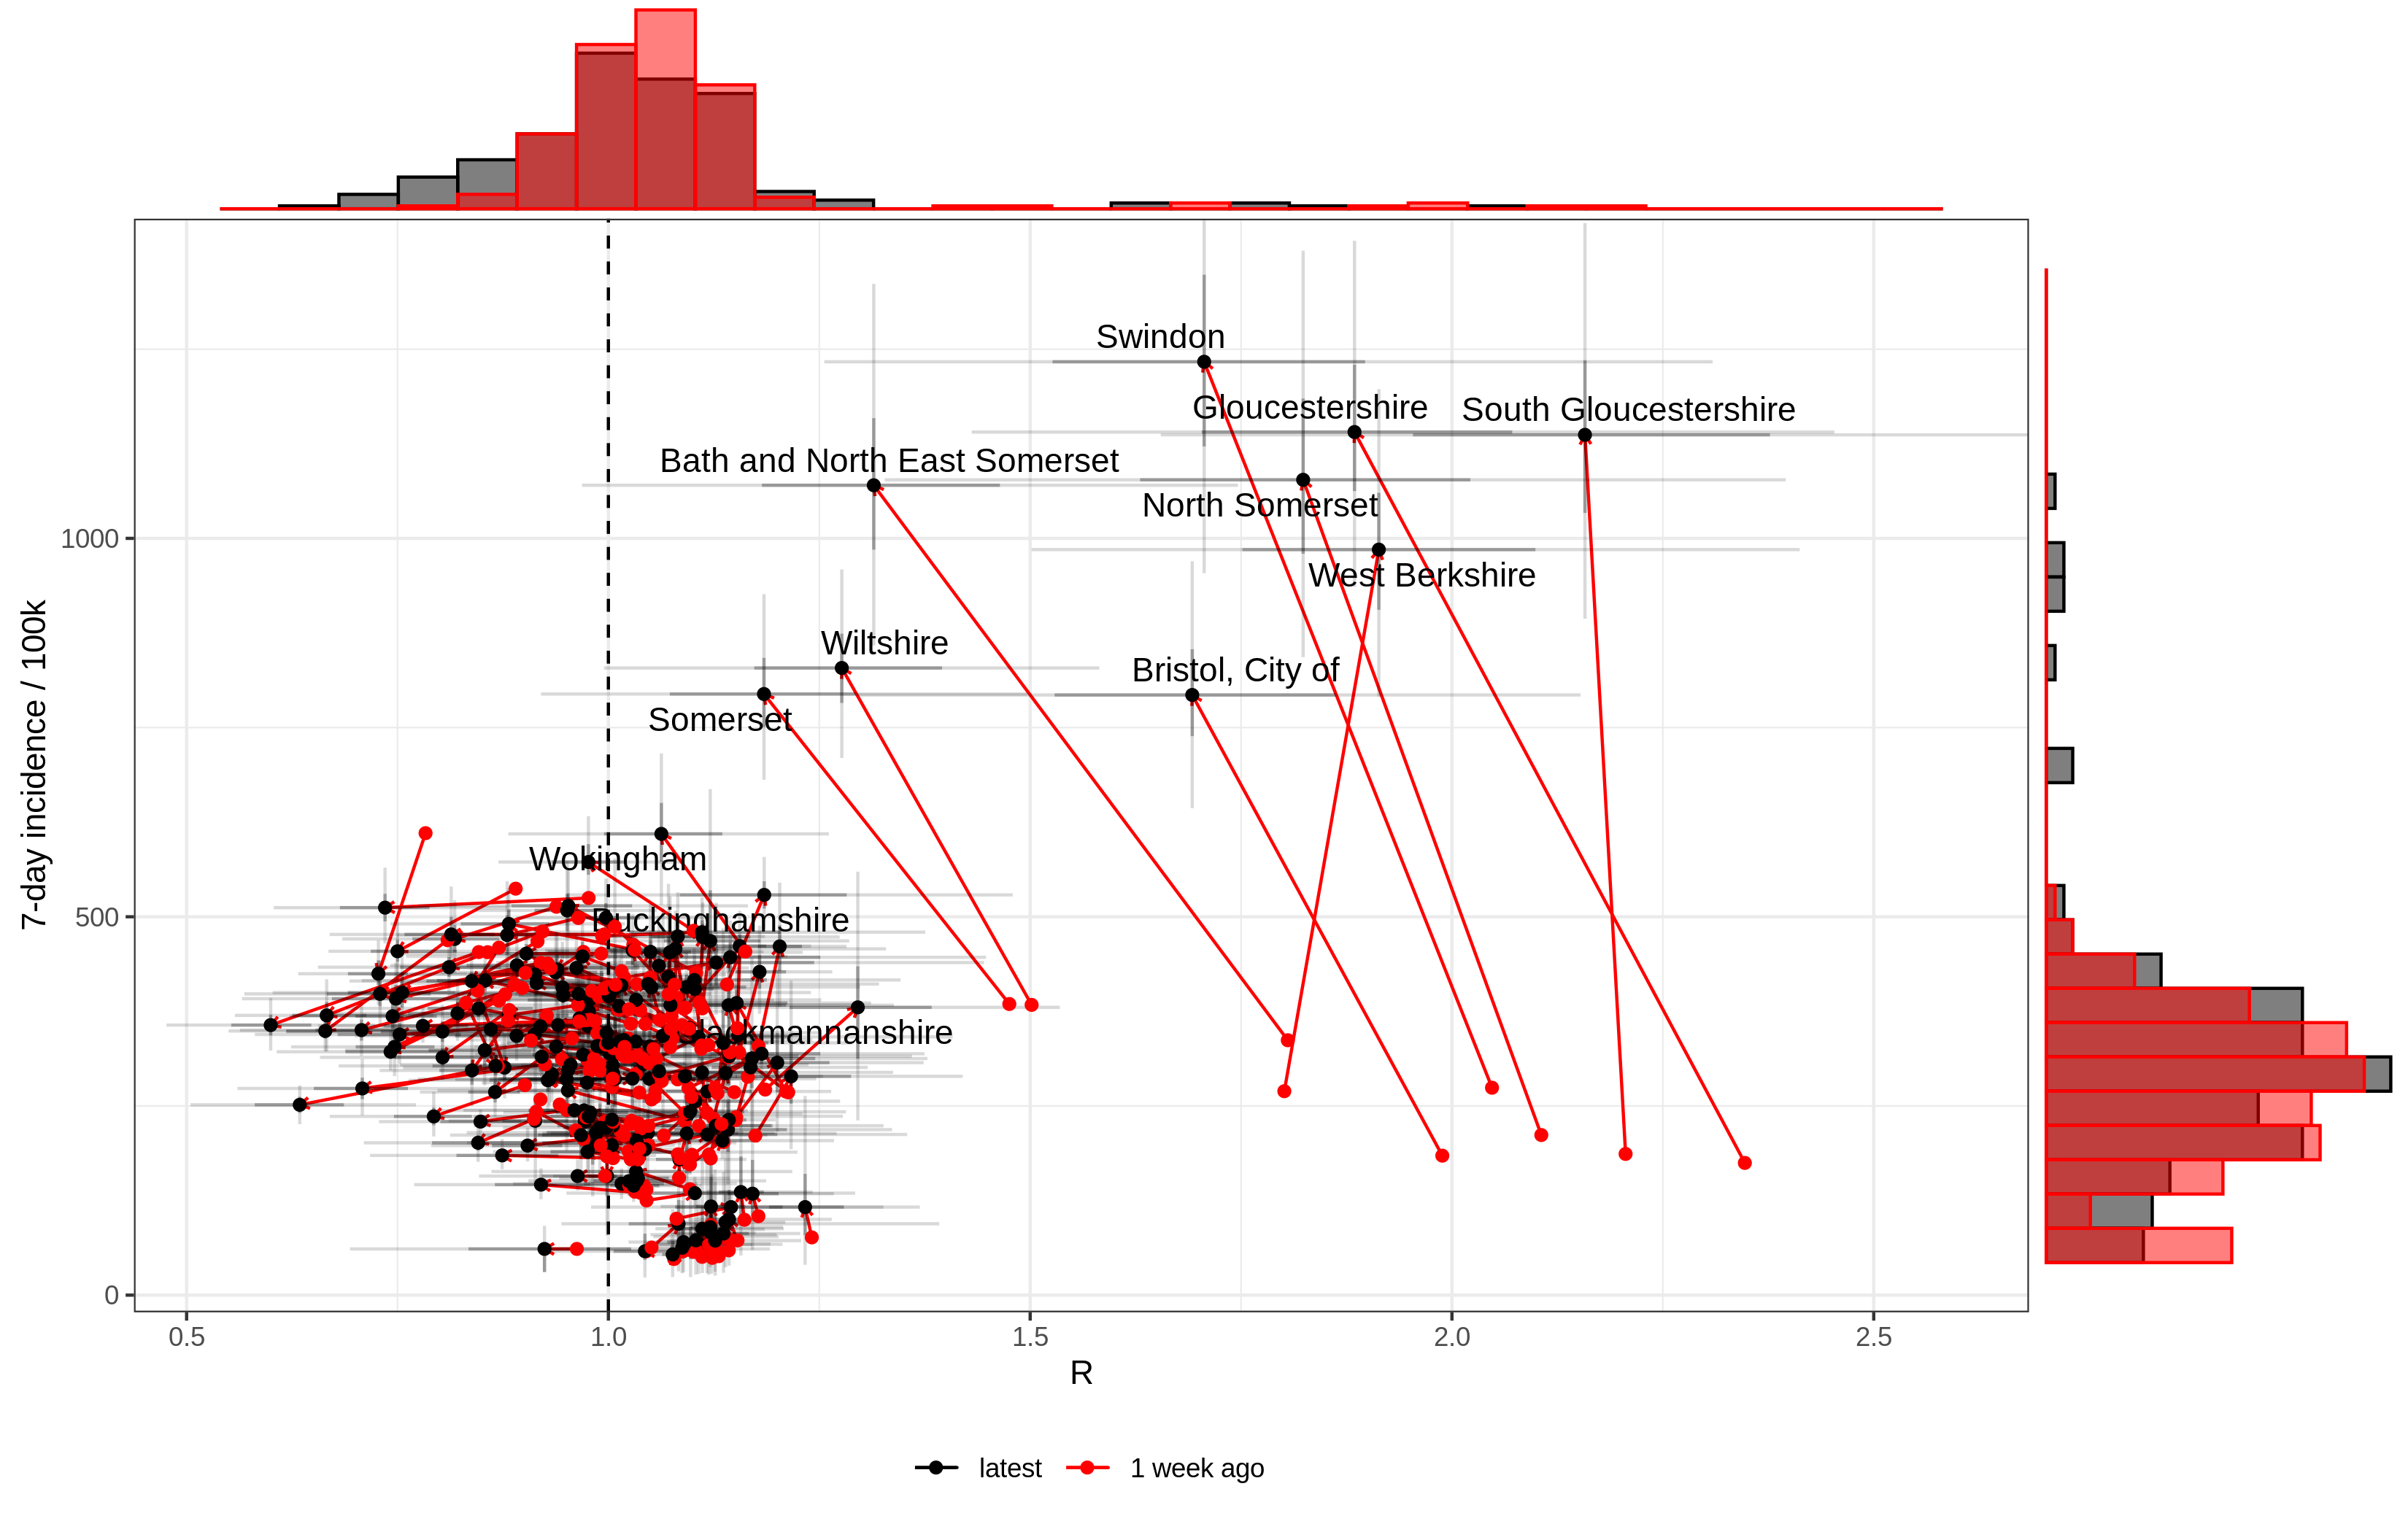 Swindon
Gloucestershire
South Gloucestershire
Bath and North East Somerset
North Somerset
West Berkshire
Wiltshire
Bristol, City of
Somerset
Wokingham
Buckinghamshire
Clackmannanshire
7-day incidence / 100k
1000
500
0
0.5 1.0 1.5 2.0 2.5
R
latest 1 week ago